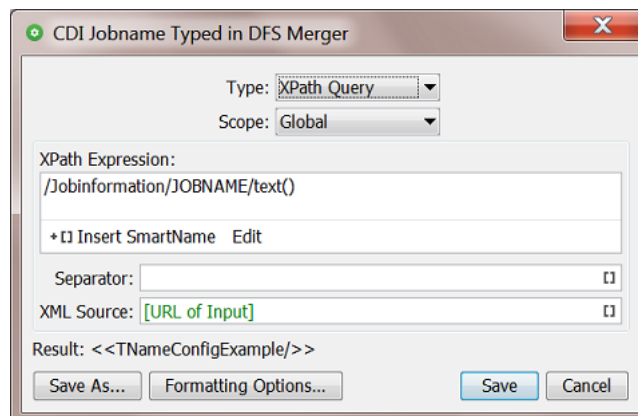 CDI Jobname Typed in DFS Merger
Type: XPath Query
Scope: Global
XPath Expression:
/Jobinformation/JOBNAME/text()
+[] Insert SmartName Edit
Separator: []
XML Source: [URL of Input] []
Result: <<TNameConfigExample/>>
Save As... Formatting Options... Save Cancel